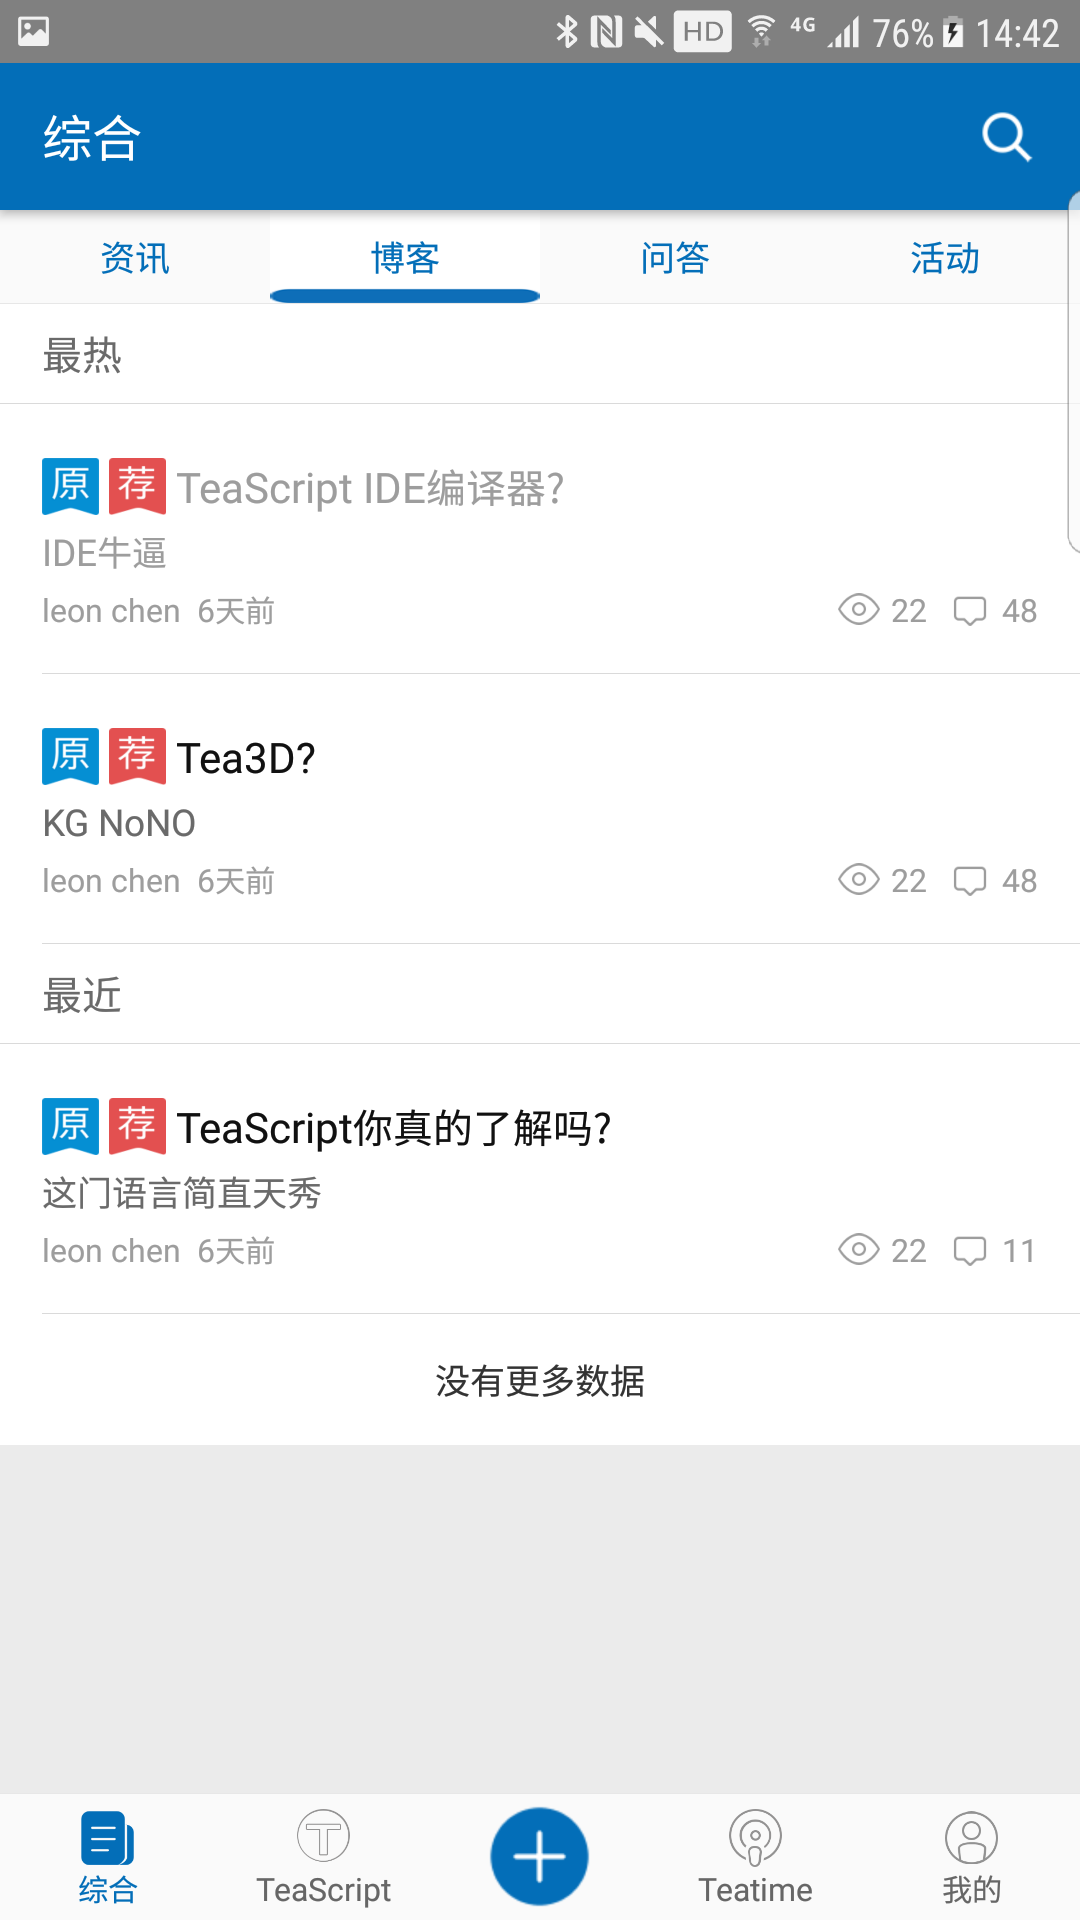 HD 4G 76% 14:42
综合
资讯 博客 问答 活动
最热
原 荐 TeaScript IDE编译器?
IDE牛逼
leon chen 6天前 22 48
原 荐 Tea3D?
KG NoNO
leon chen 6天前 22 48
最近
原 荐 TeaScript你真的了解吗?
这门语言简直天秀
leon chen 6天前 22 11
没有更多数据
综合 TeaScript Teatime 我的